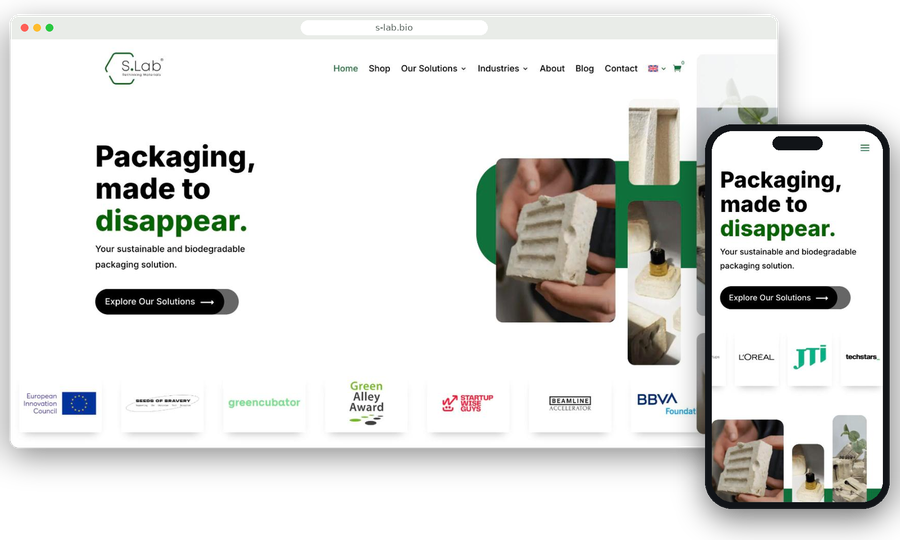 s-lab.bio
S.Lab
Rethinking Materials
Home Shop Our Solutions Industries About Blog Contact
0
Packaging,
made to
disappear.
Your sustainable and biodegradable
packaging solution.
Explore Our Solutions
European
Innovation
Council
SEEDS OF BRAVERY
greencubator
Green
Alley
Award
STARTUP
WISE
GUYS
BEAMLINE
ACCELERATOR
BBVA
Foundat
Packaging,
made to
disappear.
Your sustainable and biodegradable
packaging solution.
Explore Our Solutions
L'ORÉAL
JTi
techstars_